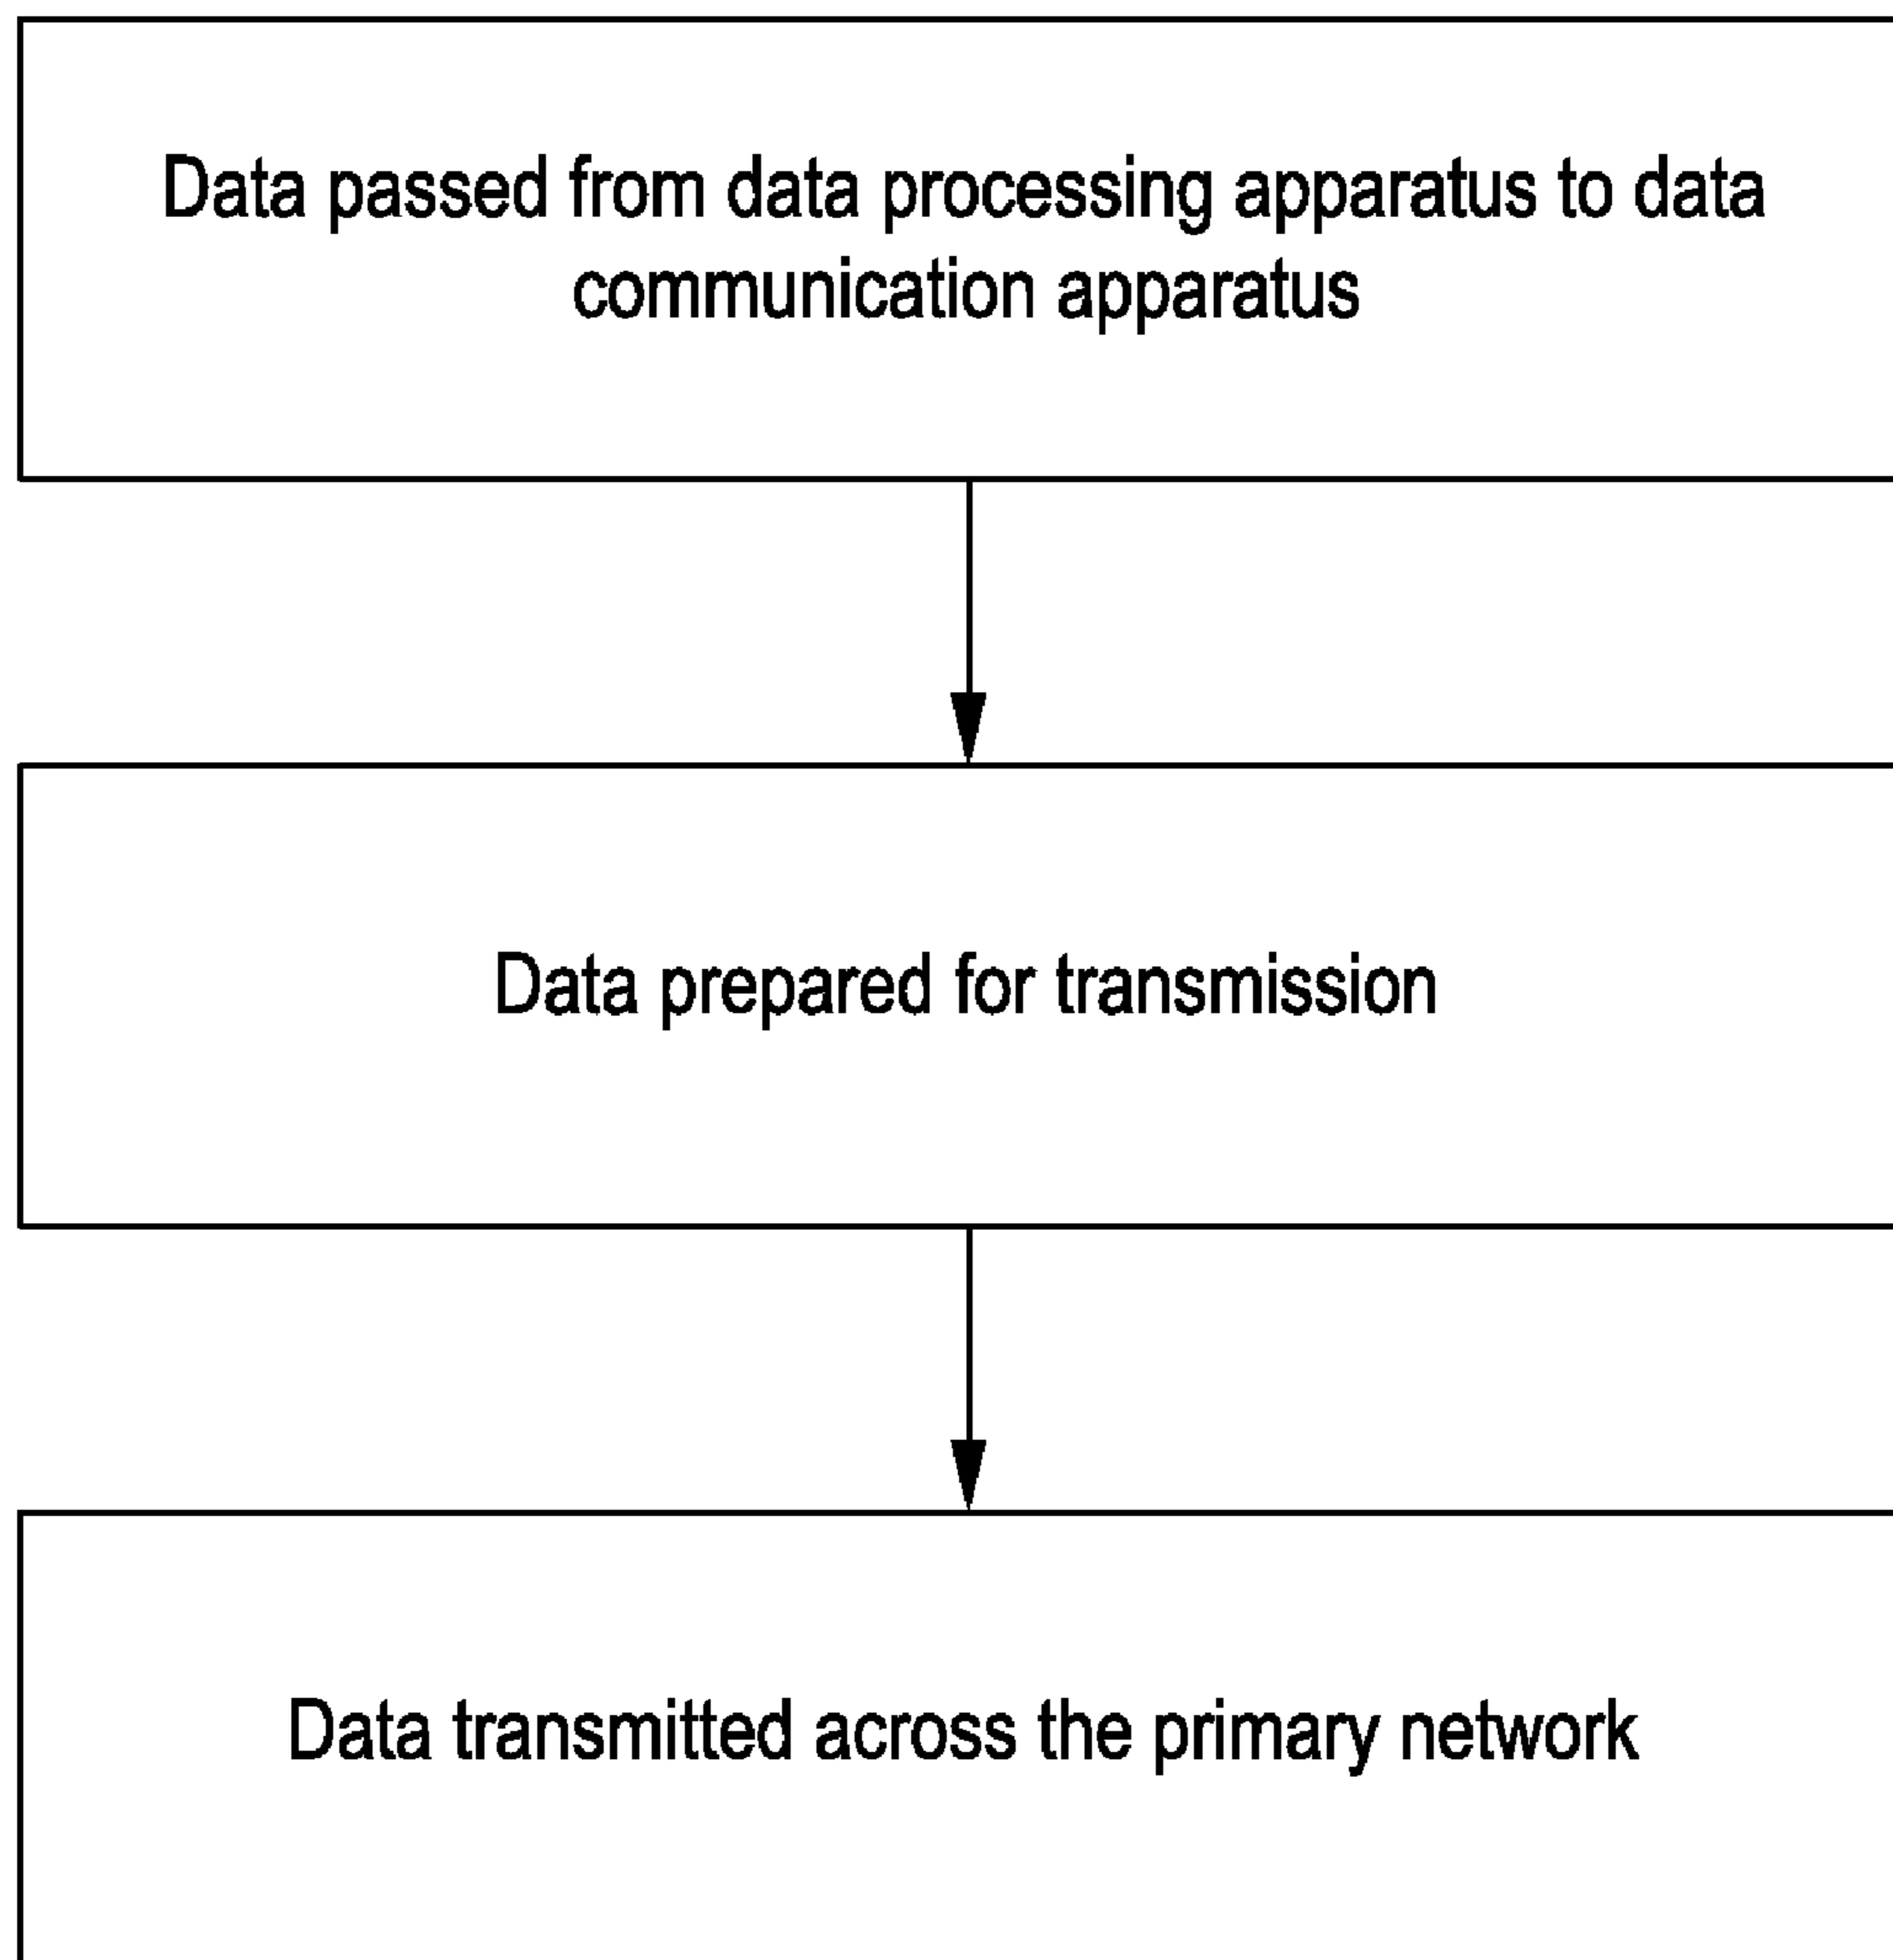 Data passed from data processing apparatus to data
communication apparatus
Data prepared for transmission
Data transmitted across the primary network